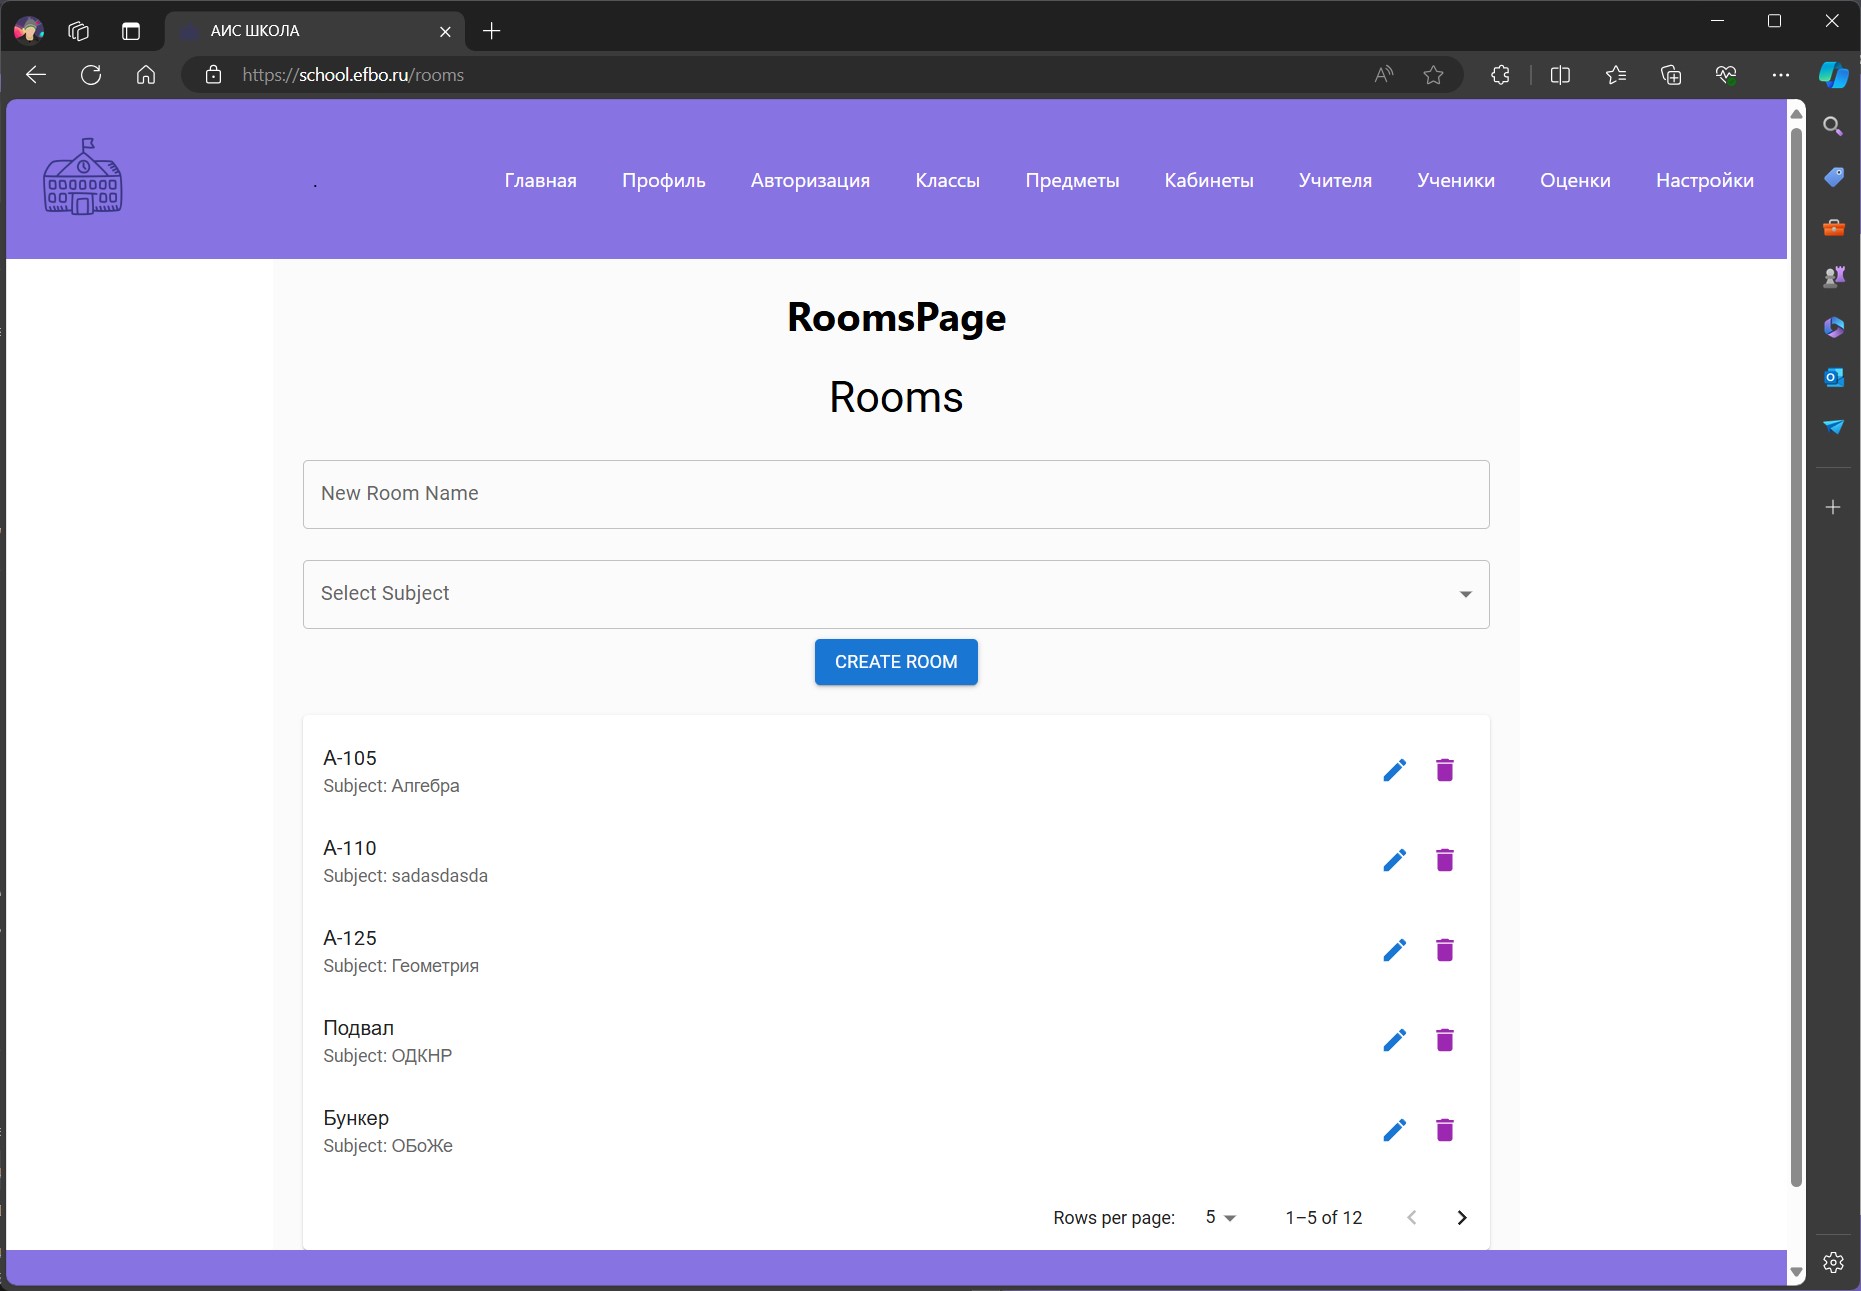 АИС ШКОЛА
https://school.efbo.ru/rooms
Главная Профиль Авторизация Классы Предметы Кабинеты Учителя Ученики Оценки Настройки
RoomsPage
Rooms
New Room Name
Select Subject
CREATE ROOM
А-105
Subject: Алгебра
А-110
Subject: sadasdasda
А-125
Subject: Геометрия
Подвал
Subject: ОДКНР
Бункер
Subject: ОБоЖе
Rows per page: 5 1–5 of 12